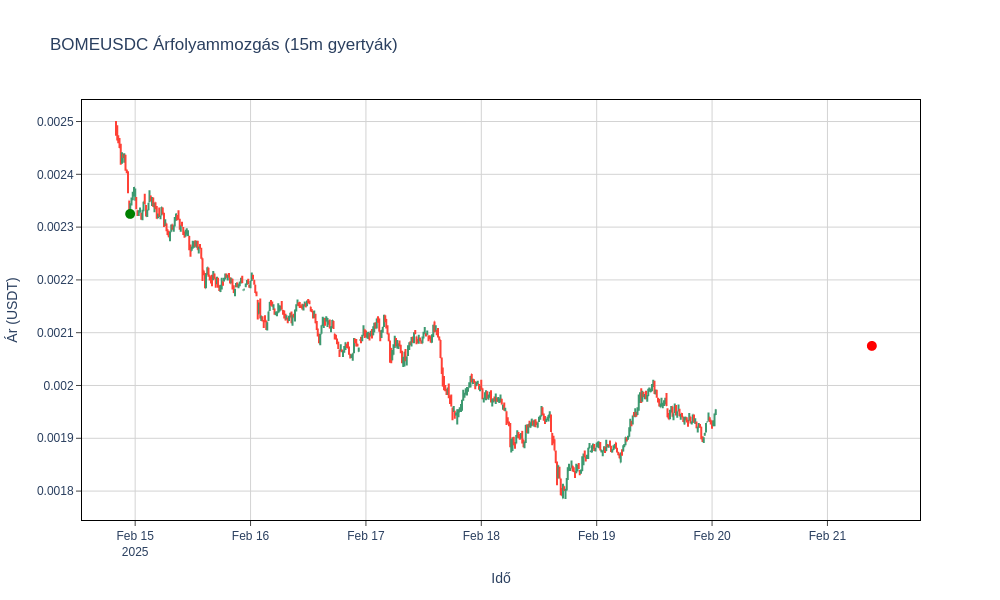 BOMEUSDC Árfolyammozgás (15m gyertyák)
Ár (USDT)
0.0025
0.0024
0.0023
0.0022
0.0021
0.002
0.0019
0.0018
Feb 15
2025
Feb 16
Feb 17
Feb 18
Feb 19
Feb 20
Feb 21
Idő